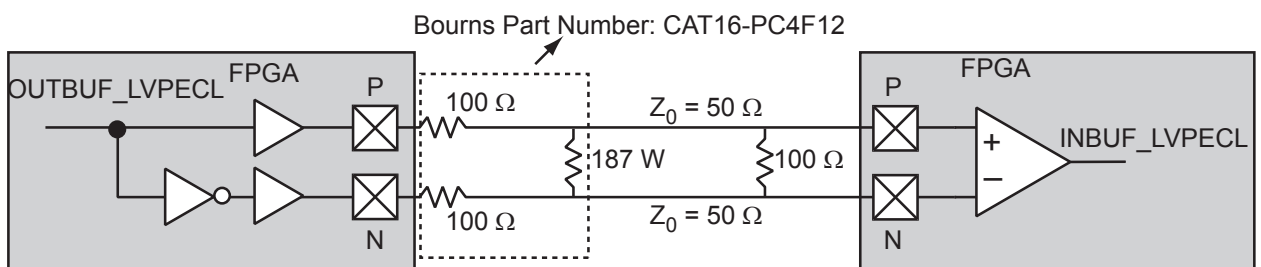 Bourns Part Number: CAT16-PC4F12
FPGA
FPGA
OUTBUF_LVPECL
P
100 Ω
Z0 = 50 Ω
P
+
–
INBUF_LVPECL
187 W
100 Ω
N
100 Ω
Z0 = 50 Ω
N